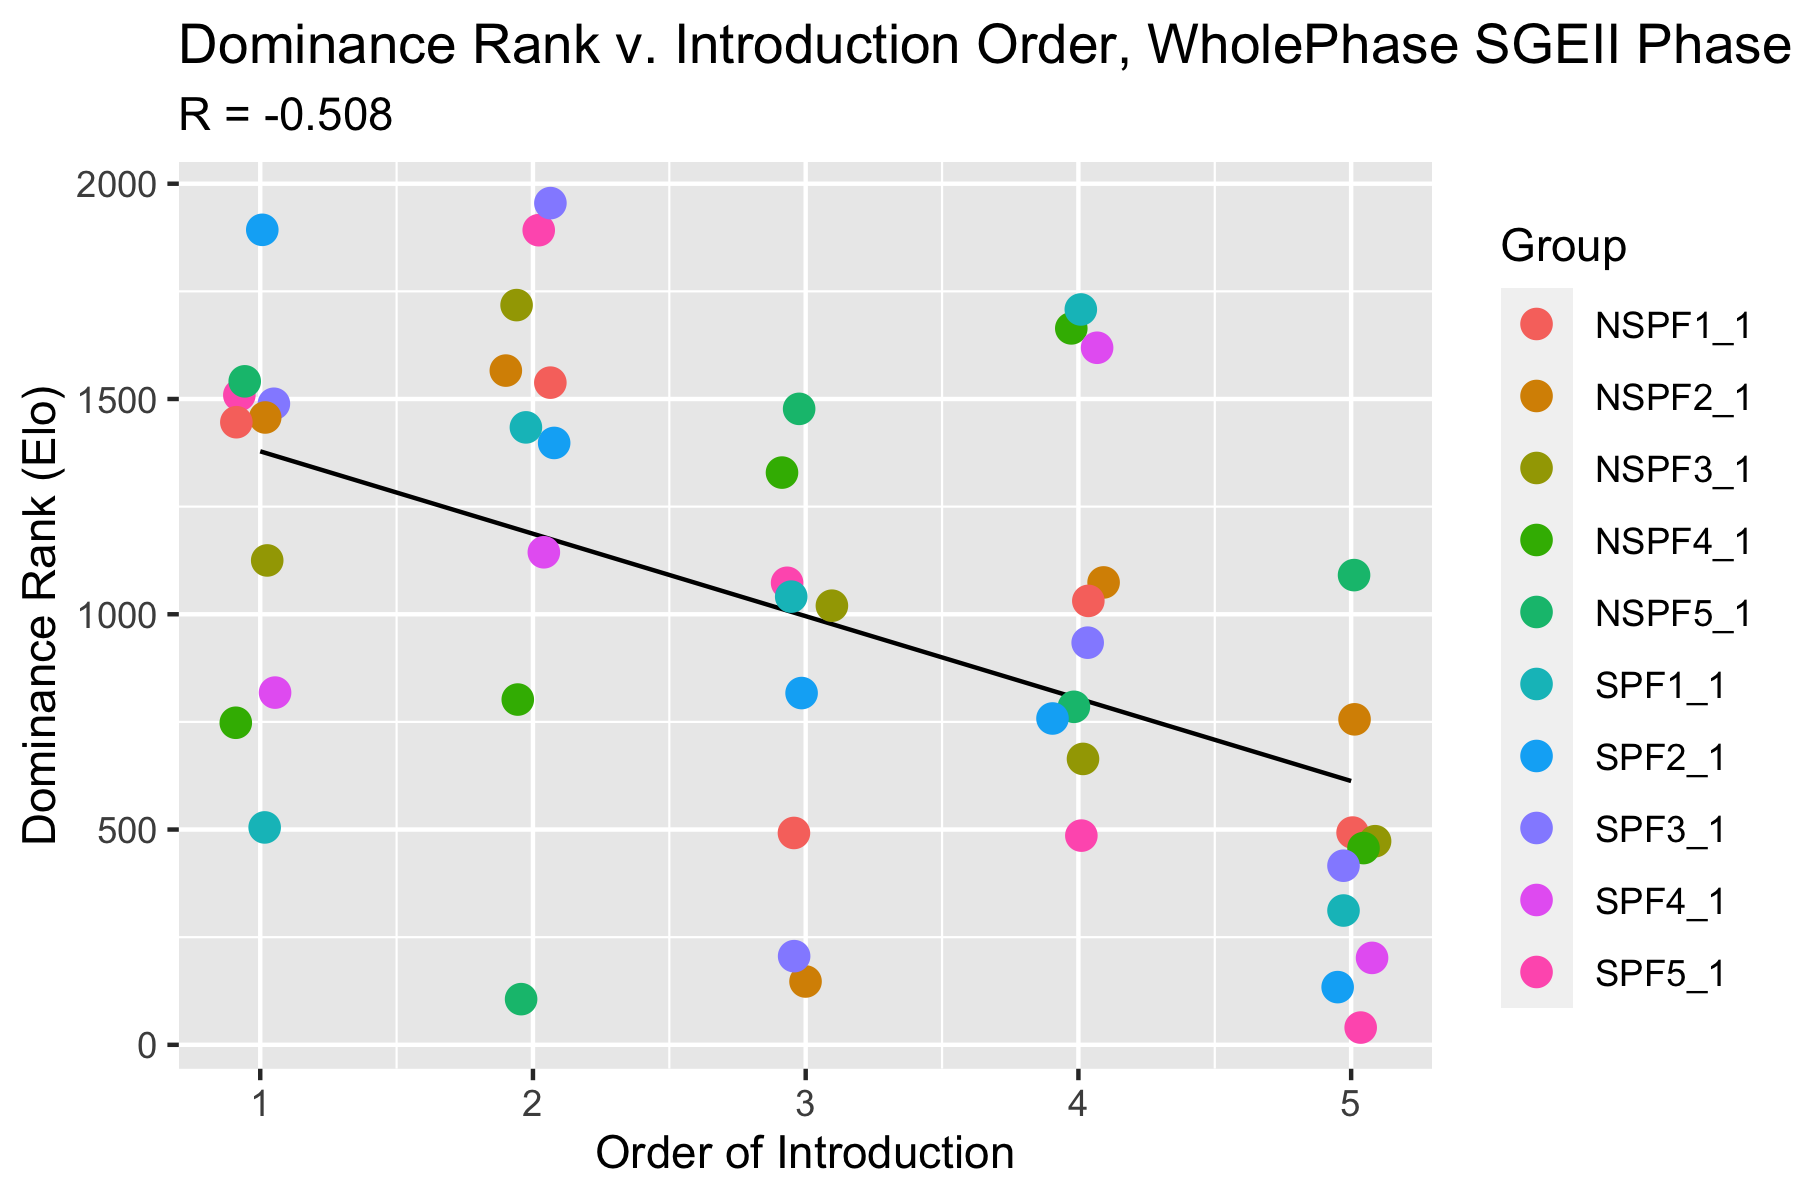 Dominance Rank v. Introduction Order, WholePhase SGEII Phase
R = -0.508
Dominance Rank (Elo)
2000
1500
1000
500
0
1 2 3 4 5
Order of Introduction
Group
NSPF1_1
NSPF2_1
NSPF3_1
NSPF4_1
NSPF5_1
SPF1_1
SPF2_1
SPF3_1
SPF4_1
SPF5_1